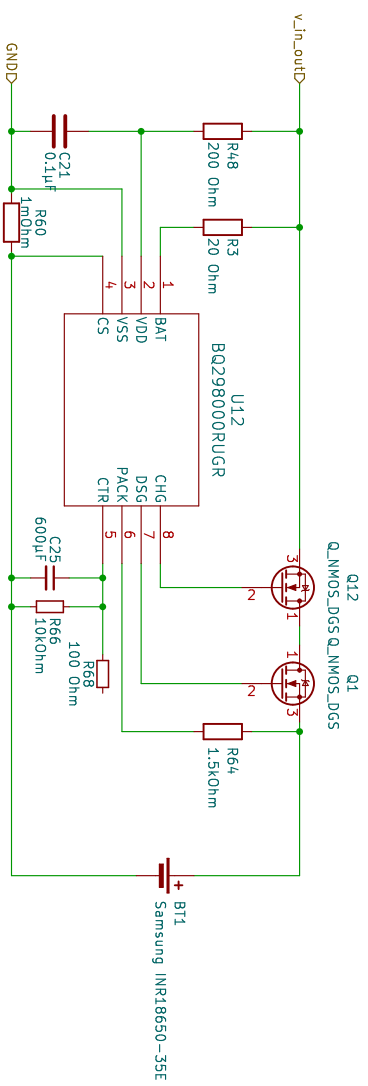 v_in_out
GND
C21
0.1µF
R48
200 Ohm
R60
1mOhm
R3
20 Ohm
4
3
2
1
CS
VSS
VDD
BAT
U12
BQ298000RUGR
CTR
PACK
DSG
CHG
5
6
7
8
C25
600µF
R66
10kOhm
R68
100 Ohm
Q12
Q_NMOS_DGS
3
2
1
Q1
Q_NMOS_DGS
1
2
3
R64
1.5kOhm
+
BT1
Samsung INR18650-35E